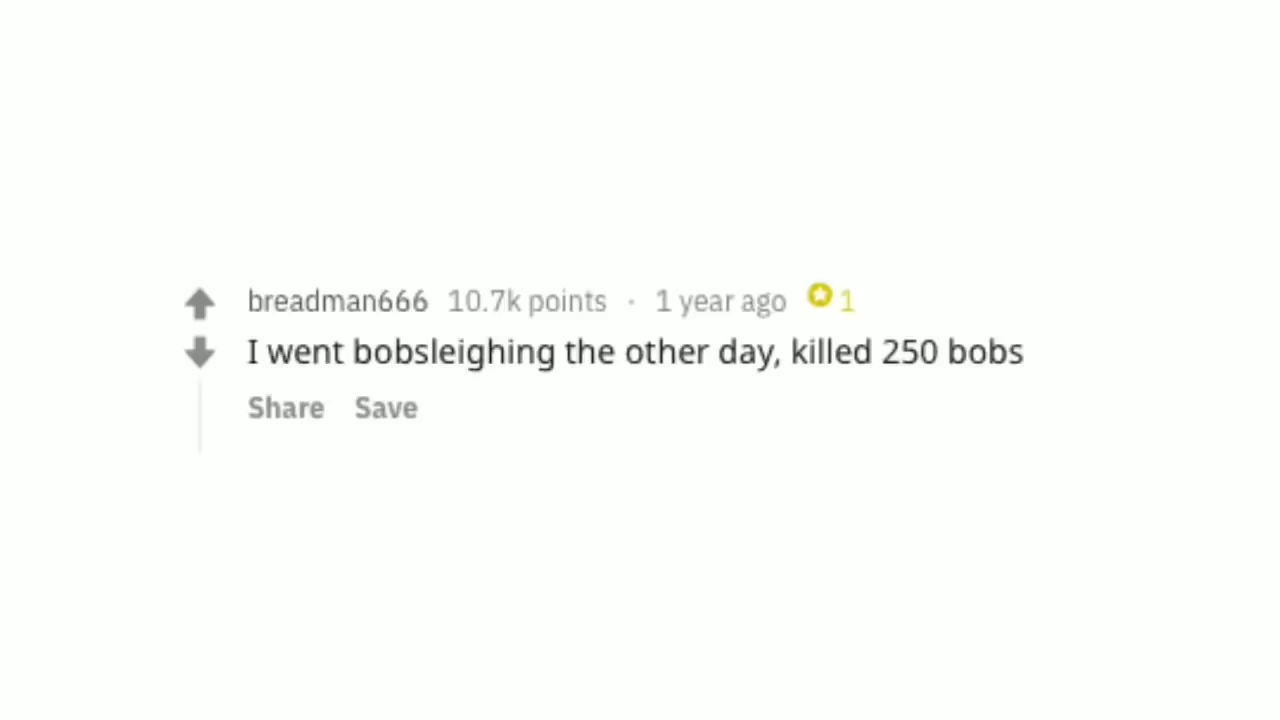 breadman666 10.7k points · 1 year ago 1
I went bobsleighing the other day, killed 250 bobs
Share Save